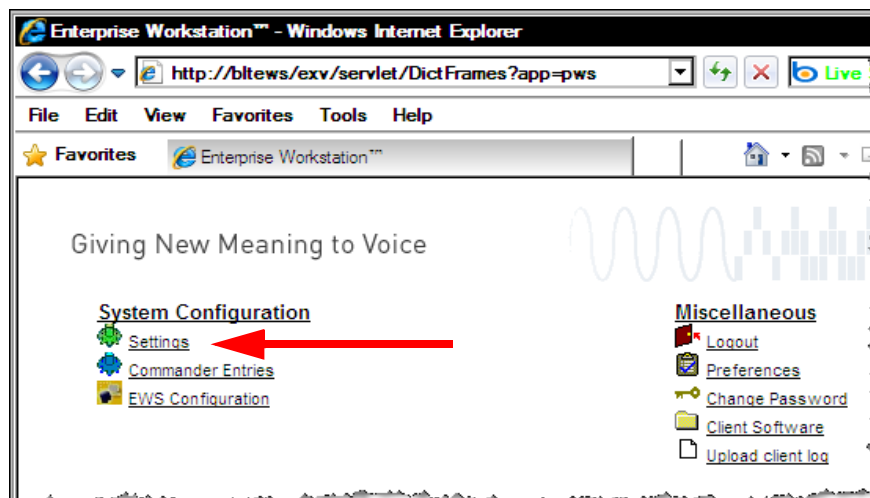 Enterprise Workstation™ - Windows Internet Explorer
http://bltews/exv/servlet/DictFrames?app=pws
Live
File Edit View Favorites Tools Help
Favorites
Enterprise Workstation™
Giving New Meaning to Voice
System Configuration
Settings
Commander Entries
EWS Configuration
Miscellaneous
Logout
Preferences
Change Password
Client Software
Upload client log